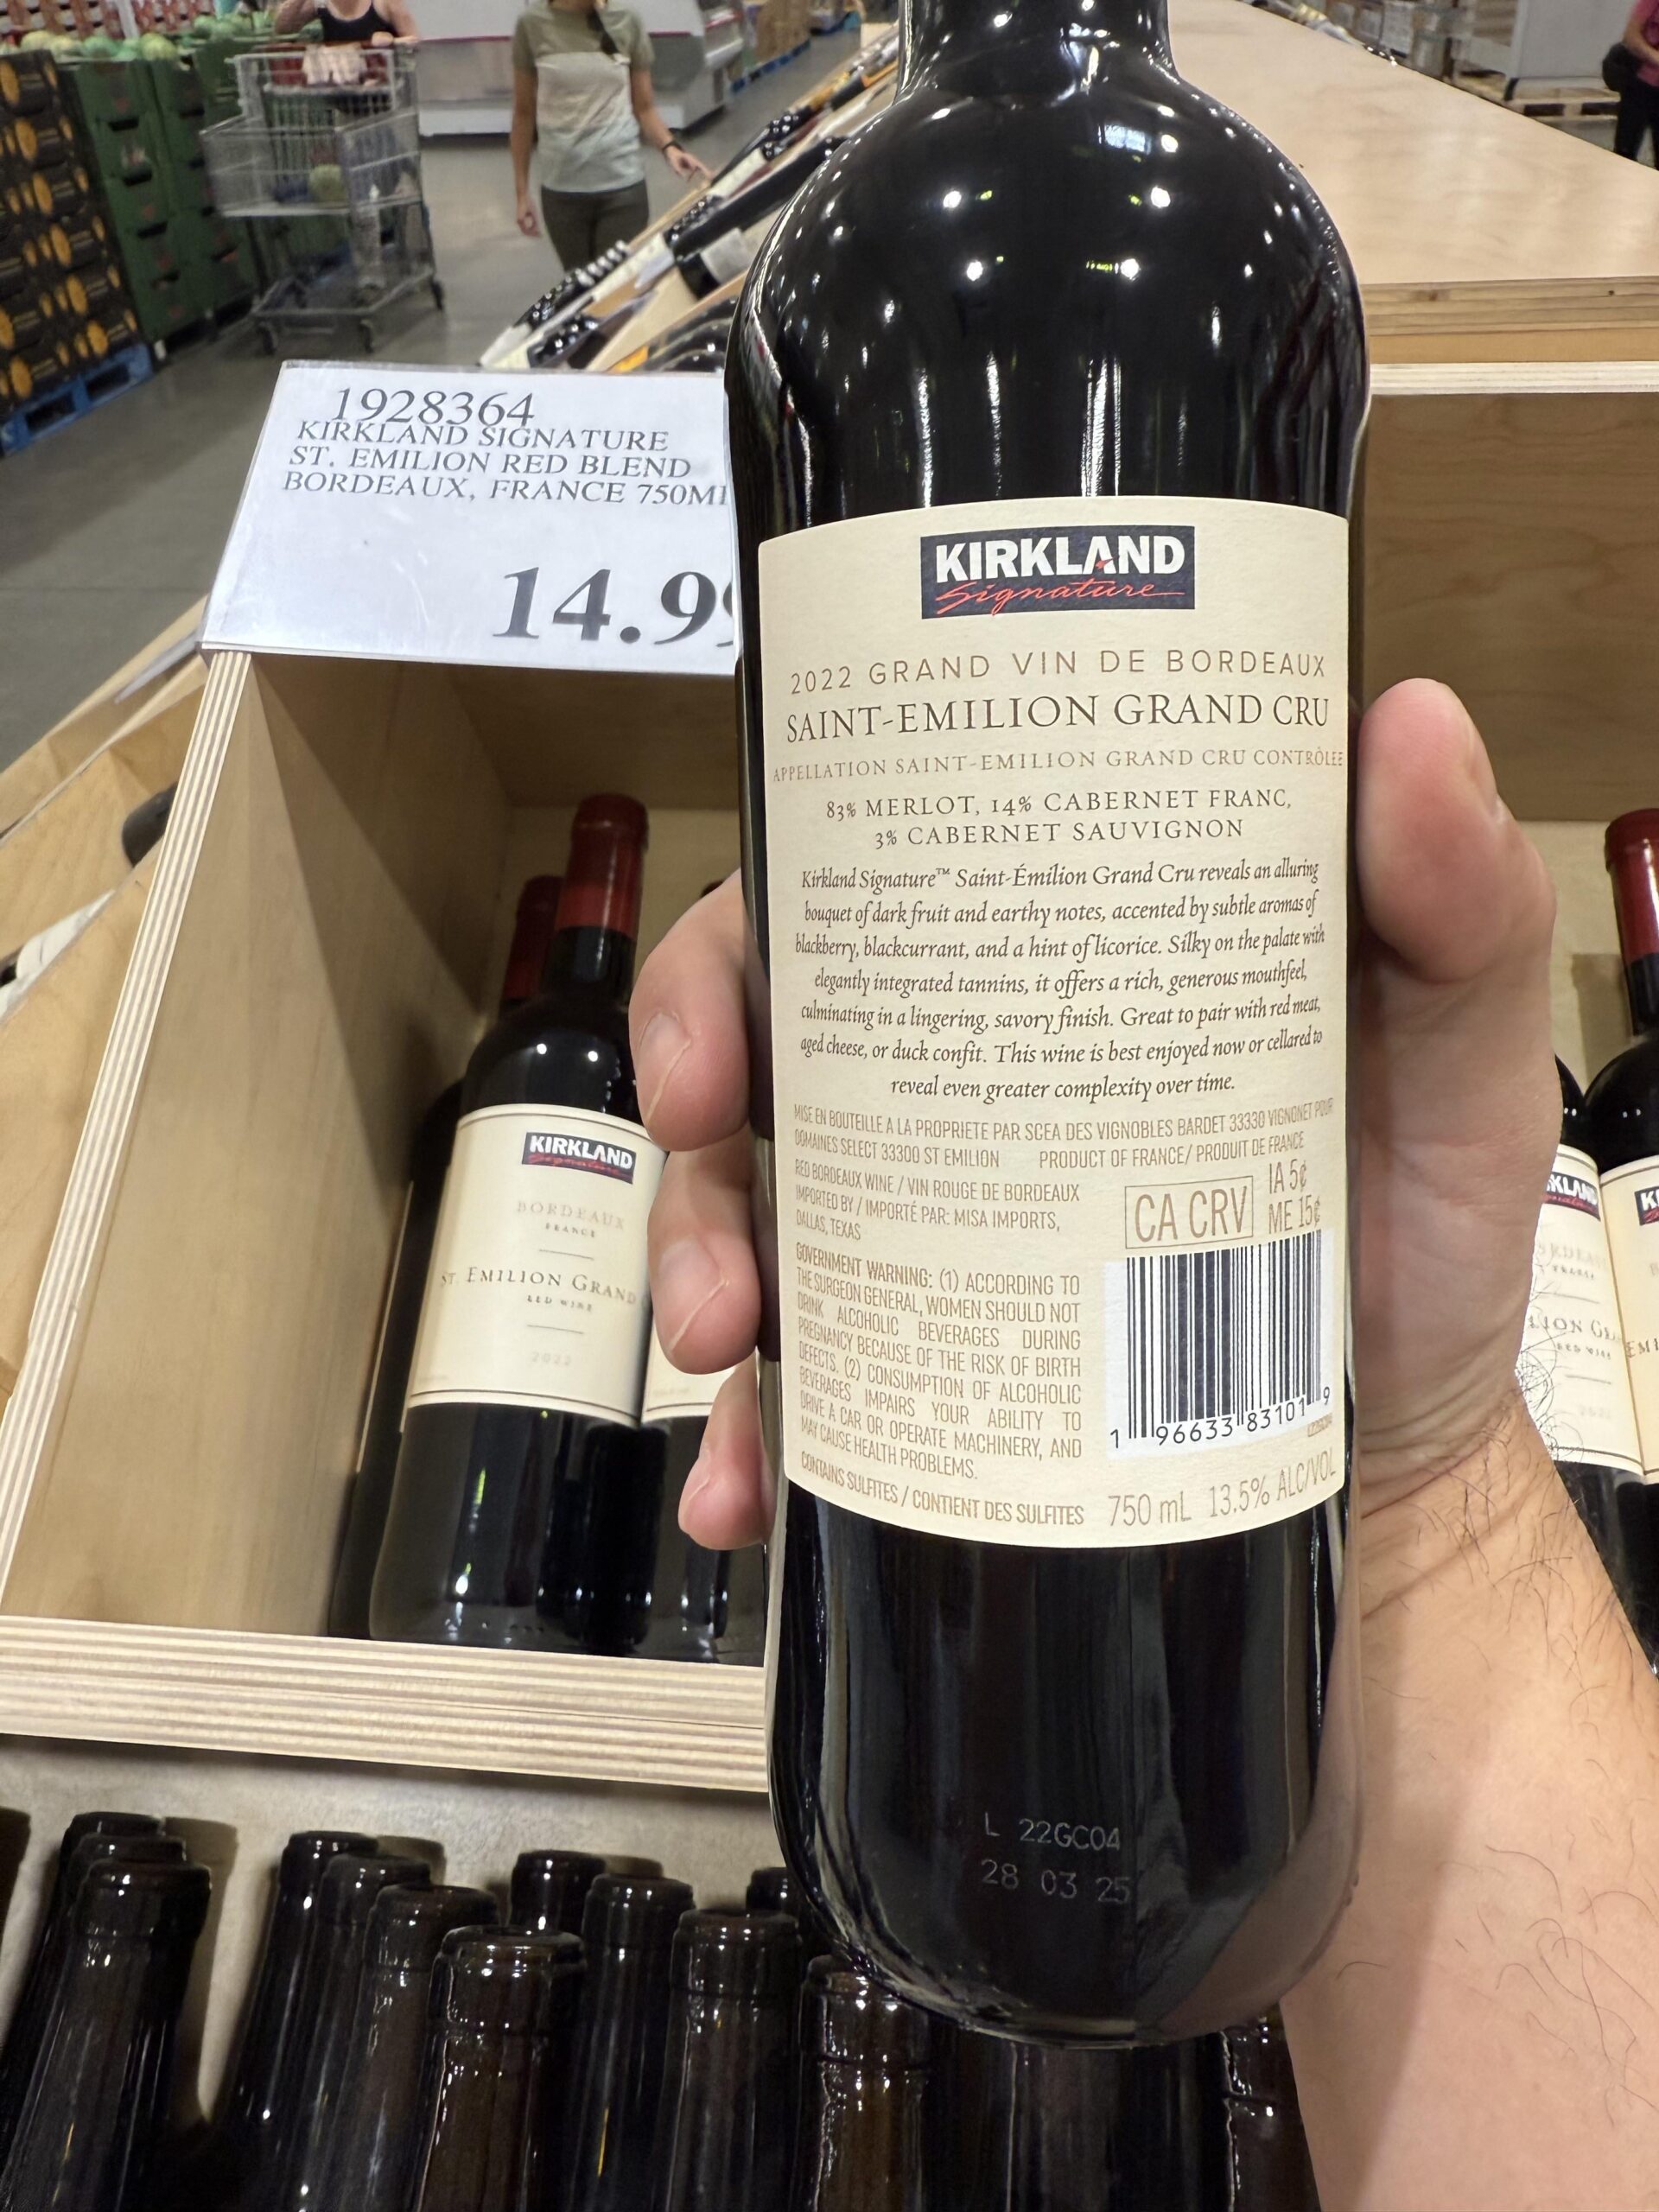 1928364
KIRKLAND SIGNATURE
ST. EMILION RED BLEND
BORDEAUX, FRANCE 750ML
14.99
KIRKLAND
Signature
2022 GRAND VIN DE BORDEAUX
SAINT-EMILION GRAND CRU
APPELLATION SAINT-EMILION GRAND CRU CONTRÔLÉE
83% MERLOT, 14% CABERNET FRANC,
3% CABERNET SAUVIGNON
Kirkland Signature™ Saint-Émilion Grand Cru reveals an alluring
bouquet of dark fruit and earthy notes, accented by subtle aromas of
blackberry, blackcurrant, and a hint of licorice. Silky on the palate with
elegantly integrated tannins, it offers a rich, generous mouthfeel,
culminating in a lingering, savory finish. Great to pair with red meat,
aged cheese, or duck confit. This wine is best enjoyed now or cellared to
reveal even greater complexity over time.
MISE EN BOUTEILLE A LA PROPRIETE PAR SCEA DES VIGNOBLES BARDET 33330 VIGNONET POUR
DOMAINES SELECT 33300 ST EMILION PRODUCT OF FRANCE/ PRODUIT DE FRANCE
RED BORDEAUX WINE / VIN ROUGE DE BORDEAUX
IMPORTED BY / IMPORTÉ PAR: MISA IMPORTS,
DALLAS, TEXAS
CA CRV
IA 5¢
ME 15¢
GOVERNMENT WARNING: (1) ACCORDING TO
THE SURGEON GENERAL, WOMEN SHOULD NOT
DRINK ALCOHOLIC BEVERAGES DURING
PREGNANCY BECAUSE OF THE RISK OF BIRTH
DEFECTS. (2) CONSUMPTION OF ALCOHOLIC
BEVERAGES IMPAIRS YOUR ABILITY TO
DRIVE A CAR OR OPERATE MACHINERY, AND
MAY CAUSE HEALTH PROBLEMS.
CONTAINS SULFITES / CONTIENT DES SULFITES
1 96633 83101 9
750 mL 13.5% ALC/VOL
L 22GC04
28 03 25
KIRKLAND
Signature
BORDEAUX
FRANCE
ST. EMILION GRAND
RED WINE
2022